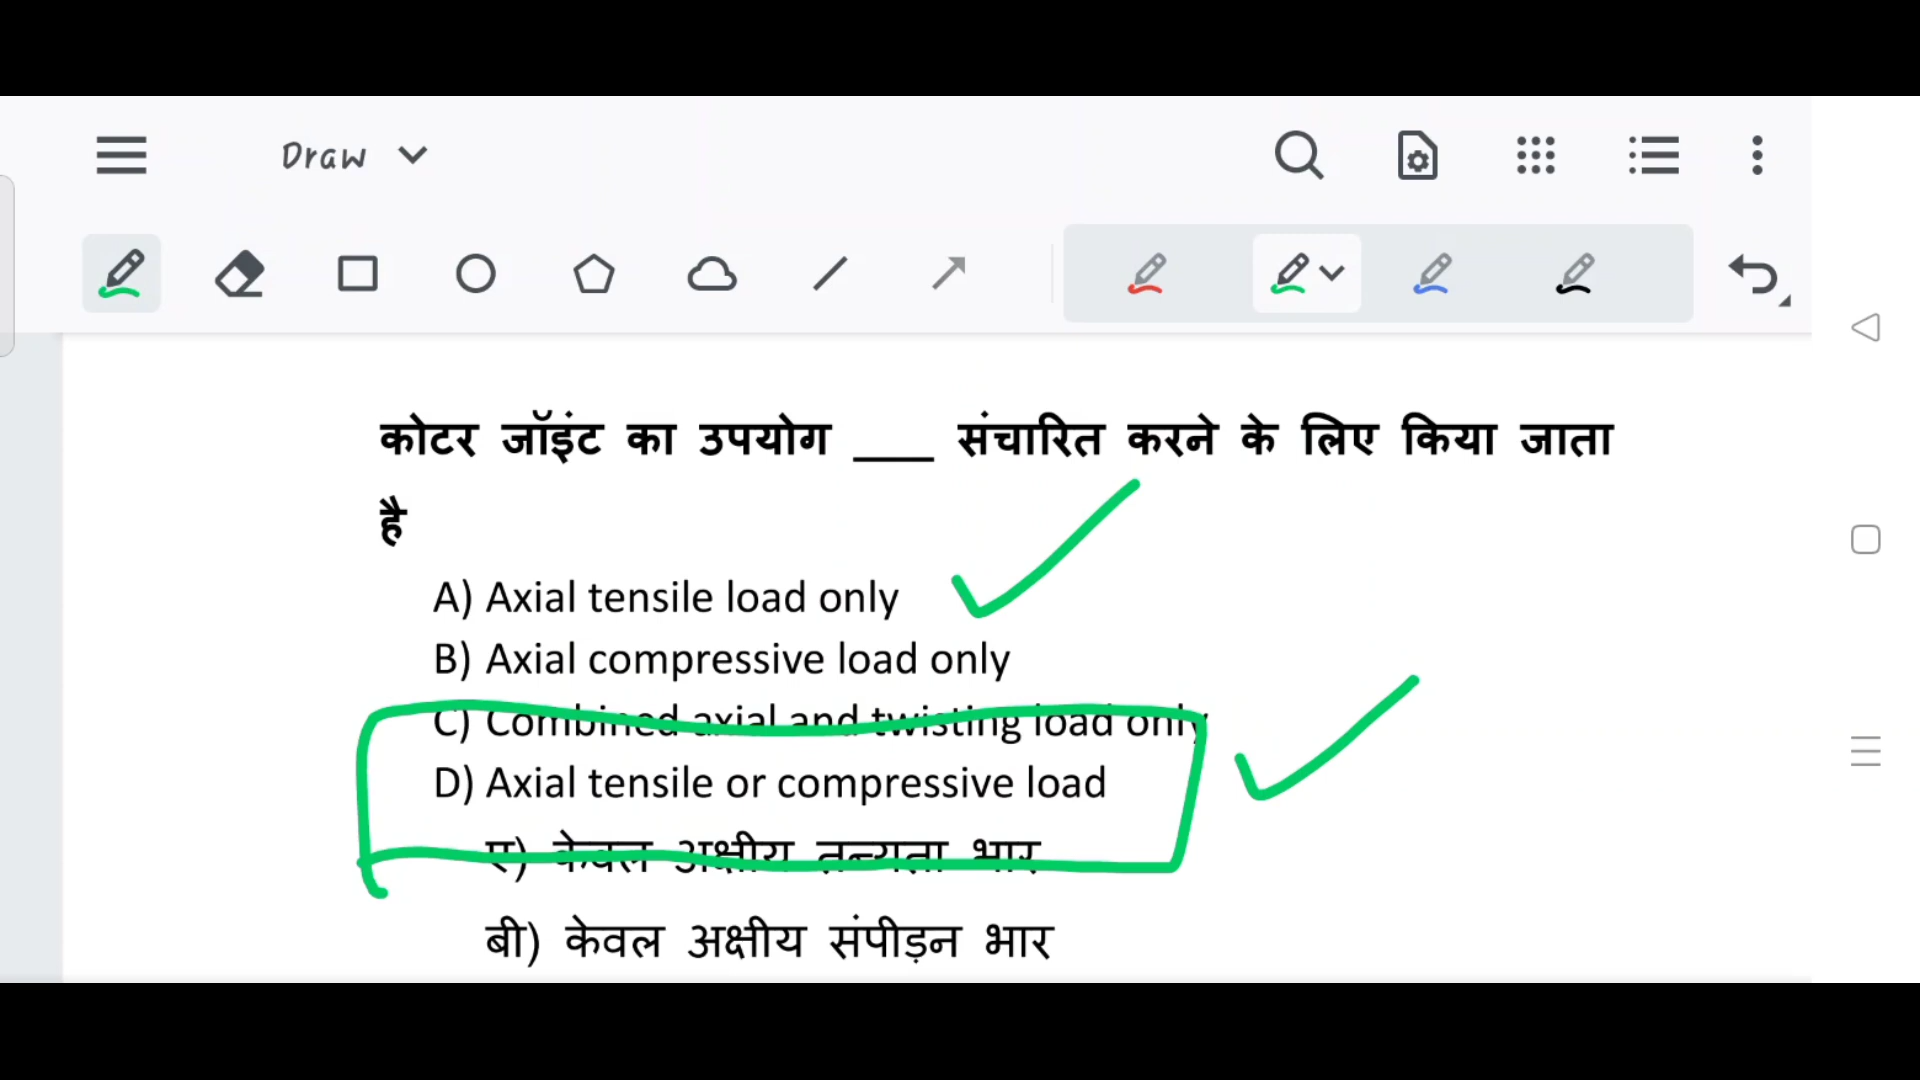 Draw
कोटर जॉइंट का उपयोग ____ संचारित करने के लिए किया जाता
है
A) Axial tensile load only
B) Axial compressive load only
C) Combined axial and twisting load only
D) Axial tensile or compressive load
ए) केवल अक्षीय तन्यता भार
बी) केवल अक्षीय संपीड़न भार